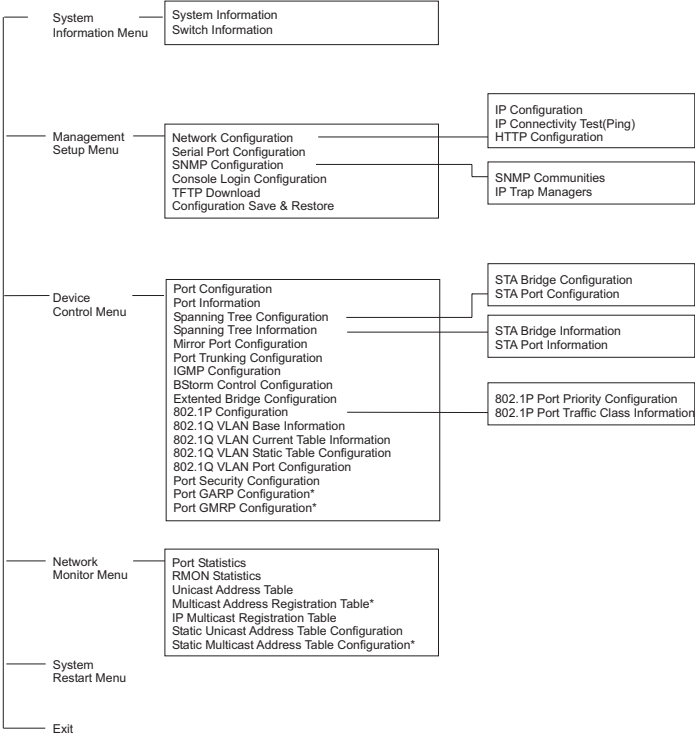 System
Information Menu
System Information
Switch Information
Management
Setup Menu
Network Configuration
Serial Port Configuration
SNMP Configuration
Console Login Configuration
TFTP Download
Configuration Save & Restore
IP Configuration
IP Connectivity Test(Ping)
HTTP Configuration
SNMP Communities
IP Trap Managers
Device
Control Menu
Port Configuration
Port Information
Spanning Tree Configuration
Spanning Tree Information
Mirror Port Configuration
Port Trunking Configuration
IGMP Configuration
BStorm Control Configuration
Extented Bridge Configuration
802.1P Configuration
802.1Q VLAN Base Information
802.1Q VLAN Current Table Information
802.1Q VLAN Static Table Configuration
802.1Q VLAN Port Configuration
Port Security Configuration
Port GARP Configuration*
Port GMRP Configuration*
STA Bridge Configuration
STA Port Configuration
STA Bridge Information
STA Port Information
802.1P Port Priority Configuration
802.1P Port Traffic Class Information
Network
Monitor Menu
Port Statistics
RMON Statistics
Unicast Address Table
Multicast Address Registration Table*
IP Multicast Registration Table
Static Unicast Address Table Configuration
Static Multicast Address Table Configuration*
System
Restart Menu
Exit